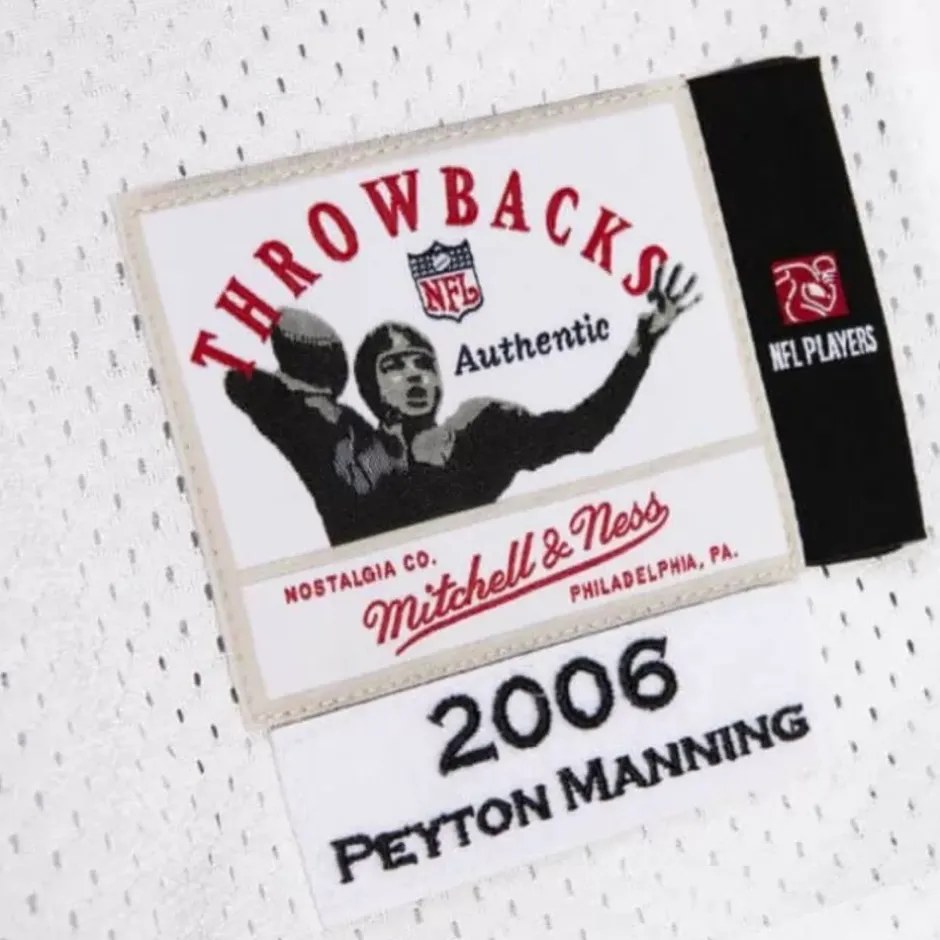 THROWBACKS
NFL
Authentic
NFL PLAYERS
NOSTALGIA CO.
Mitchell & Ness
PHILADELPHIA, PA.
2006
PEYTON MANNING